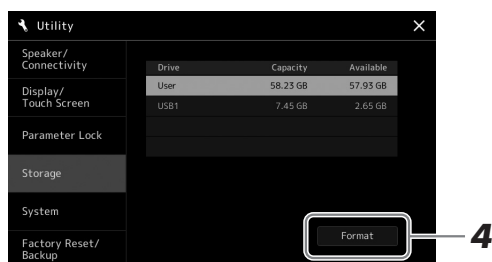 Utility
Speaker/
Connectivity
Display/
Touch Screen
Parameter Lock
Storage
System
Factory Reset/
Backup
Drive Capacity Available
User 58.23 GB 57.93 GB
USB1 7.45 GB 2.65 GB
Format
4